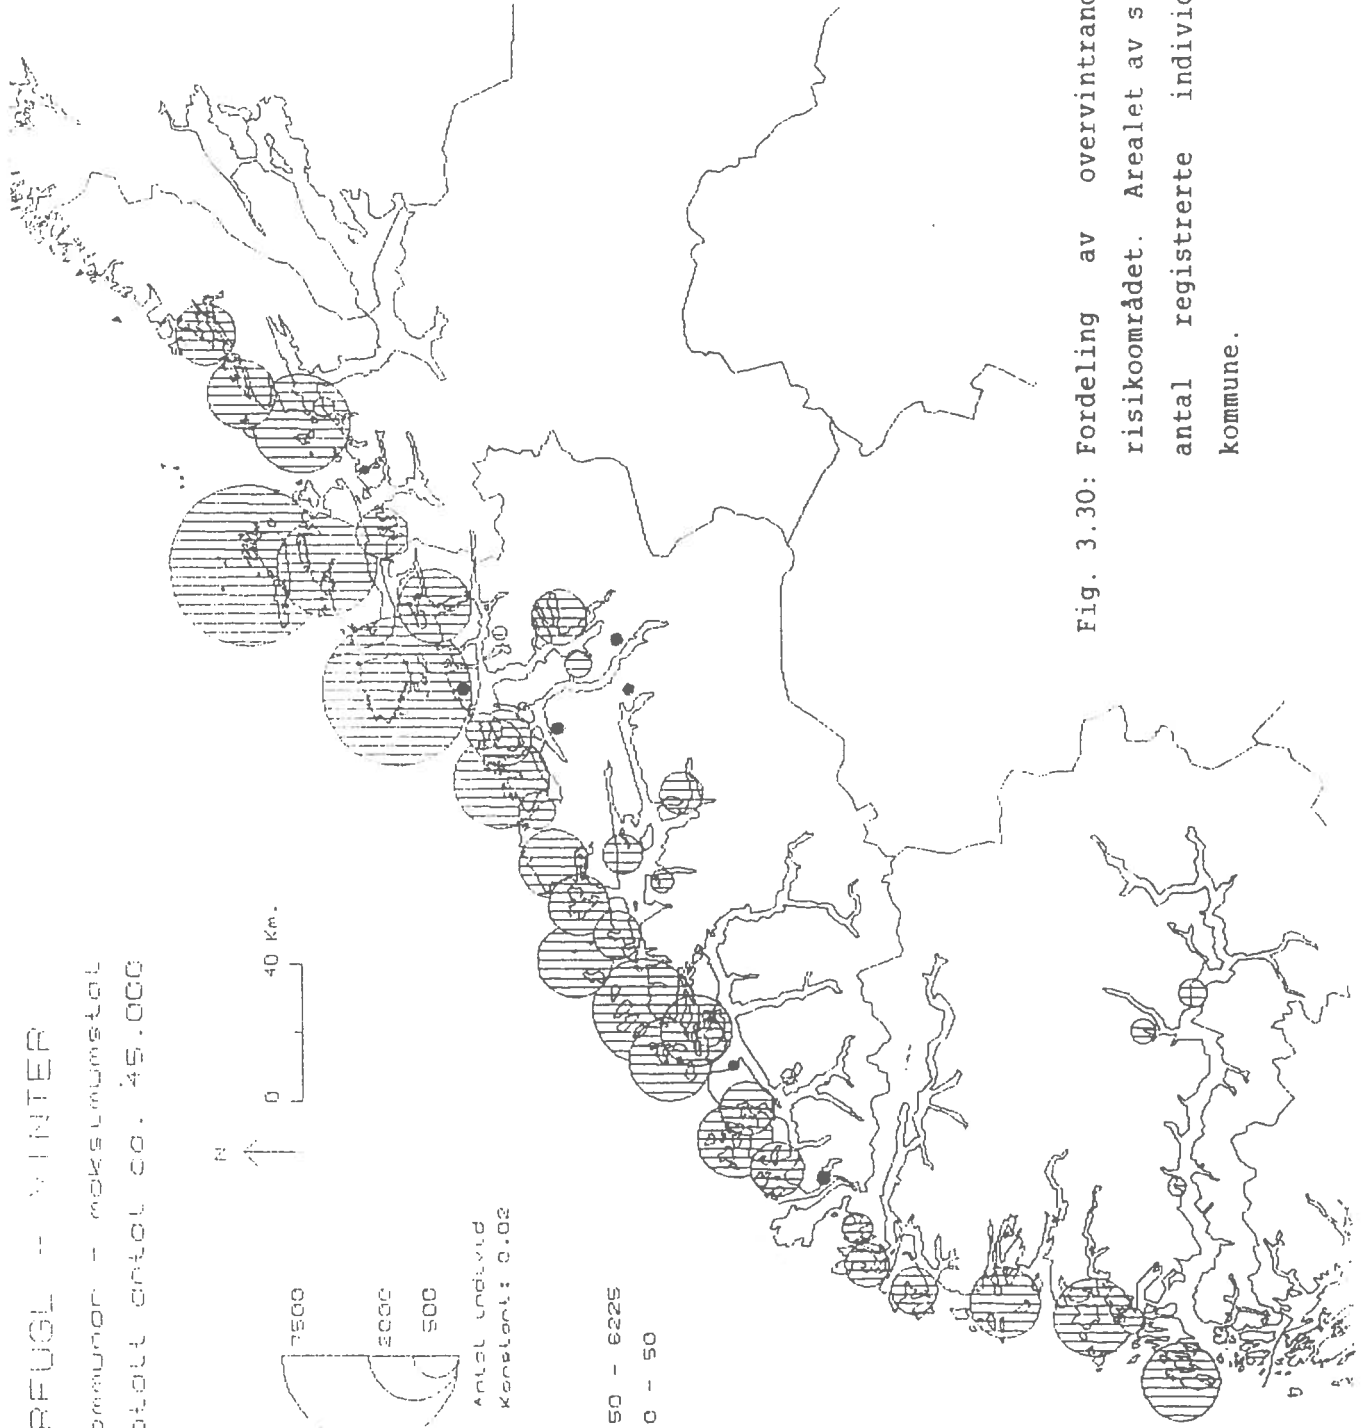 RFUGL -- VINTER
ommunar - maksimumstal
otalt antal ca. 45.000
N
0 40 Km.
7500
2000
500
Antal individ
Konstant: 0.02
50 - 6225
0 - 50
Fig. 3.30: Fordeling av overvintrand
risikoområdet. Arealet av s
antal registrerte individ
kommune.